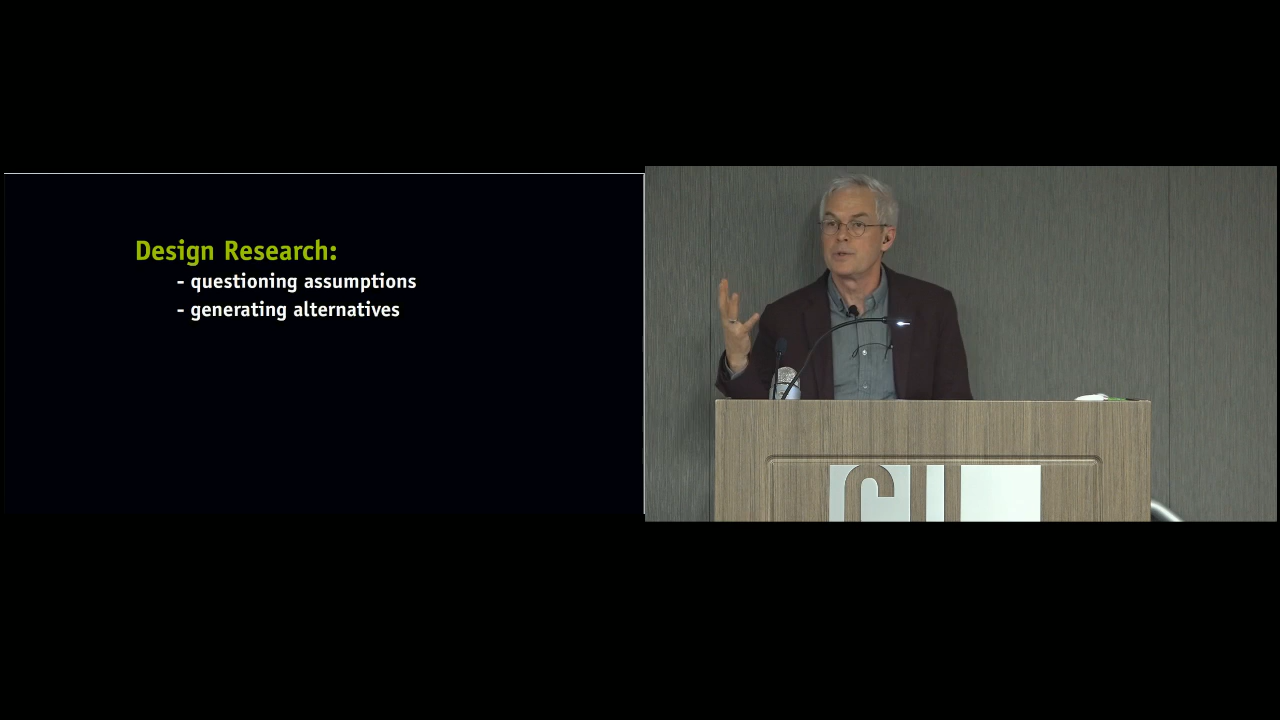 Design Research:
- questioning assumptions
- generating alternatives